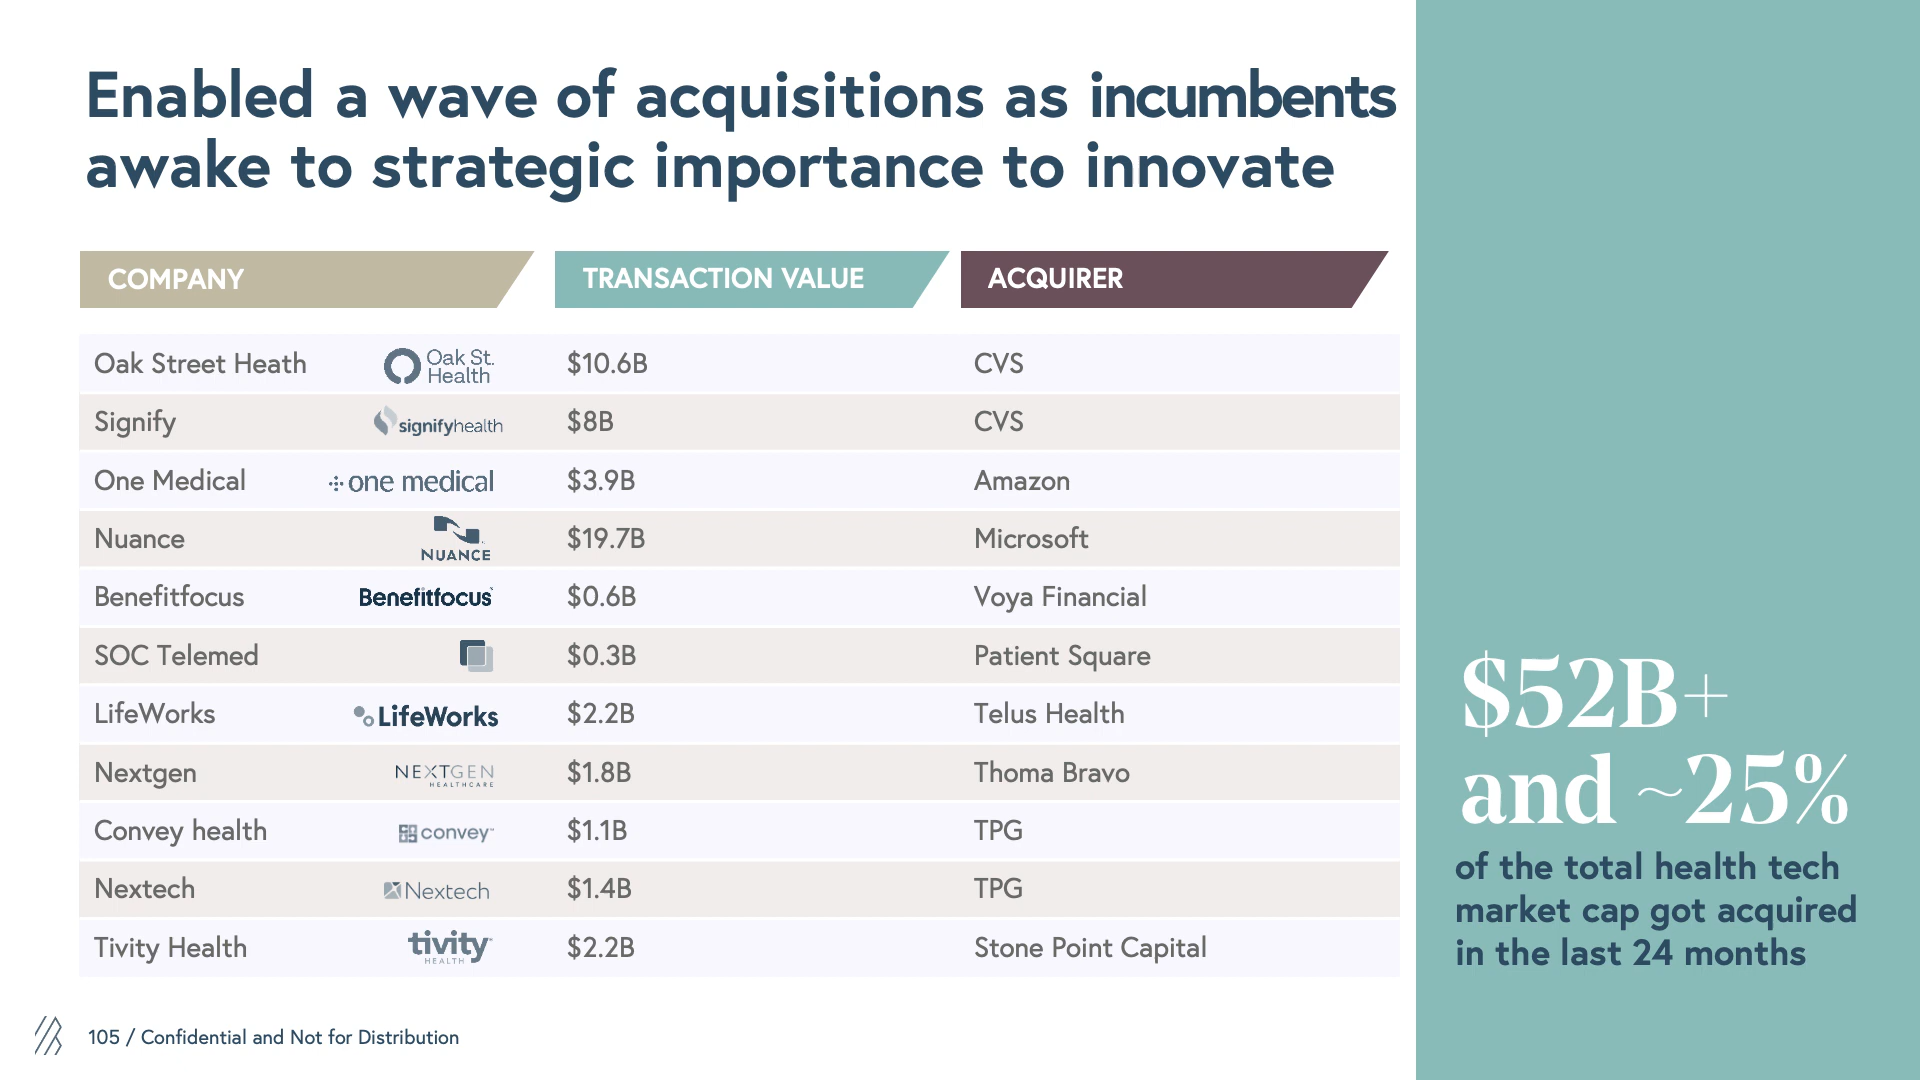 Enabled a wave of acquisitions as incumbents
awake to strategic importance to innovate
COMPANY TRANSACTION VALUE ACQUIRER
Oak Street Heath Oak St. Health $10.6B CVS
Signify signifyhealth $8B CVS
One Medical one medical $3.9B Amazon
Nuance NUANCE $19.7B Microsoft
Benefitfocus Benefitfocus $0.6B Voya Financial
SOC Telemed $0.3B Patient Square
LifeWorks LifeWorks $2.2B Telus Health
Nextgen NEXTGEN HEALTHCARE $1.8B Thoma Bravo
Convey health convey™ $1.1B TPG
Nextech Nextech $1.4B TPG
Tivity Health tivity™ HEALTH $2.2B Stone Point Capital
$52B+
and ~25%
of the total health tech
market cap got acquired
in the last 24 months
105 / Confidential and Not for Distribution